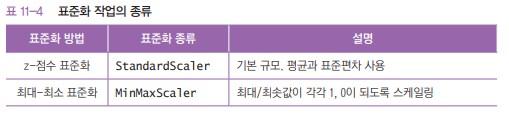 표 11-4 표준화 작업의 종류
표준화 방법 표준화 종류 설명
z-점수 표준화 StandardScaler 기본 규모. 평균과 표준편차 사용
최대-최소 표준화 MinMaxScaler 최대/최솟값이 각각 1, 0이 되도록 스케일링